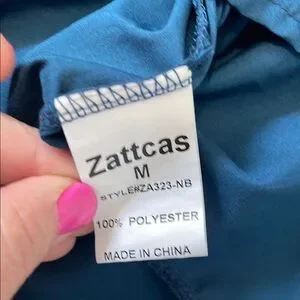 Zattcas
M
STYLE#ZA323-NB
100% POLYESTER
MADE IN CHINA